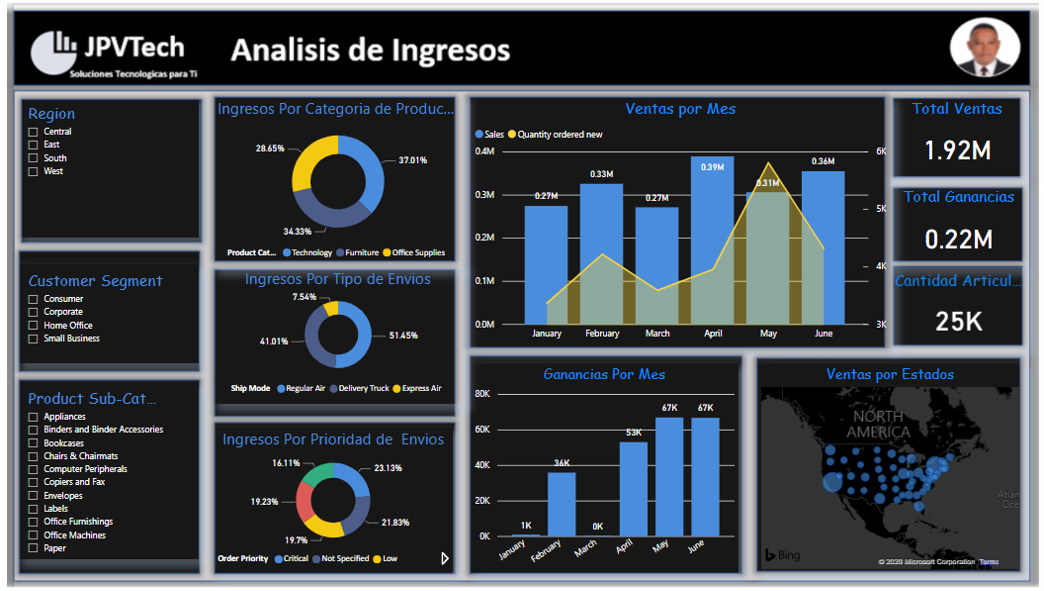 JPVTech
Soluciones Tecnologicas para Ti
Analisis de Ingresos
Region
Central
East
South
West
Customer Segment
Consumer
Corporate
Home Office
Small Business
Product Sub-Cat...
Appliances
Binders and Binder Accessories
Bookcases
Chairs & Chairmats
Computer Peripherals
Copiers and Fax
Envelopes
Labels
Office Furnishings
Office Machines
Paper
Ingresos Por Categoria de Produc...
28.65%
37.01%
34.33%
Product Cat... Technology Furniture Office Supplies
Ingresos Por Tipo de Envios
7.54%
41.01%
51.45%
Ship Mode Regular Air Delivery Truck Express Air
Ingresos Por Prioridad de Envios
16.11%
23.13%
19.23%
21.83%
19.7%
Order Priority Critical Not Specified Low
Ventas por Mes
Sales Quantity ordered new
0.4M
0.3M
0.2M
0.1M
0.0M
6K
5K
4K
3K
0.27M
0.33M
0.27M
0.39M
0.31M
0.36M
January February March April May June
Total Ventas
1.92M
Total Ganancias
0.22M
Cantidad Articul...
25K
Ganancias Por Mes
80K
60K
40K
20K
0K
1K
36K
0K
53K
67K
67K
January February March April May June
Ventas por Estados
NORTH
AMERICA
Bing
© 2020 Microsoft Corporation Terms